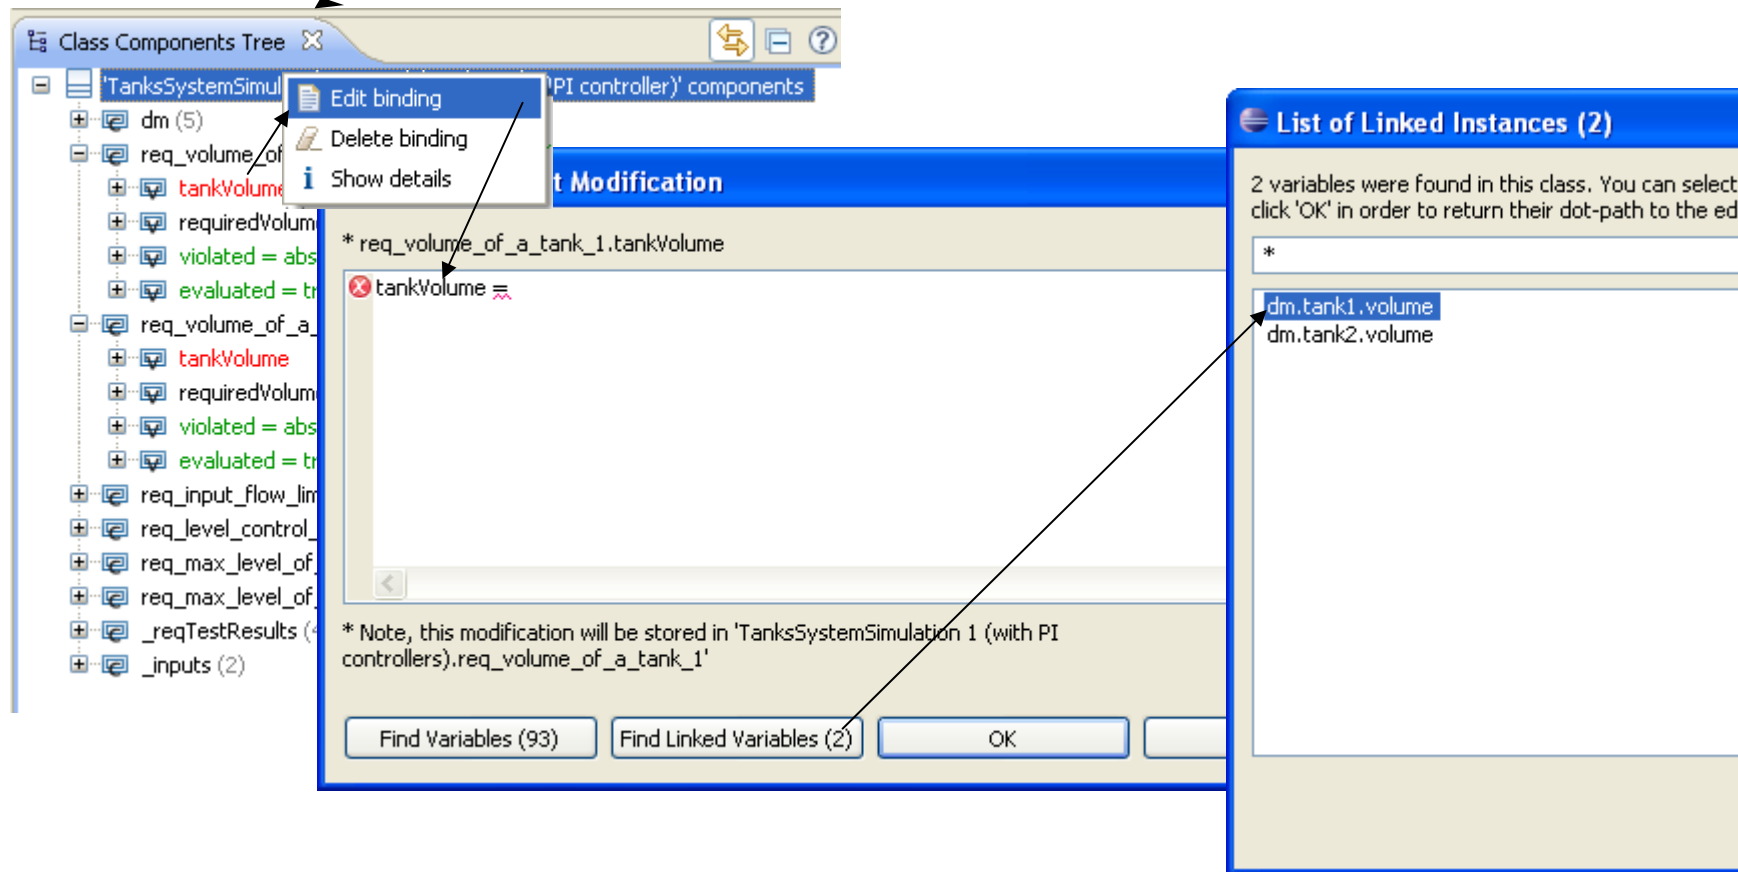 Class Components Tree
'TanksSystemSimul PI controller)' components
dm (5)
req_volume_of
tankVolume
requiredVolum
violated = abs
evaluated = tr
req_volume_of_a_
tankVolume
requiredVolum
violated = abs
evaluated = tr
req_input_flow_lim
req_level_control_
req_max_level_of_
req_max_level_of_
_reqTestResults (
_inputs (2)
Edit binding
Delete binding
Show details
t Modification
* req_volume_of_a_tank_1.tankVolume
tankVolume =
* Note, this modification will be stored in 'TanksSystemSimulation 1 (with PI
controllers).req_volume_of_a_tank_1'
Find Variables (93)
Find Linked Variables (2)
OK
List of Linked Instances (2)
2 variables were found in this class. You can select
click 'OK' in order to return their dot-path to the ed
*
dm.tank1.volume
dm.tank2.volume